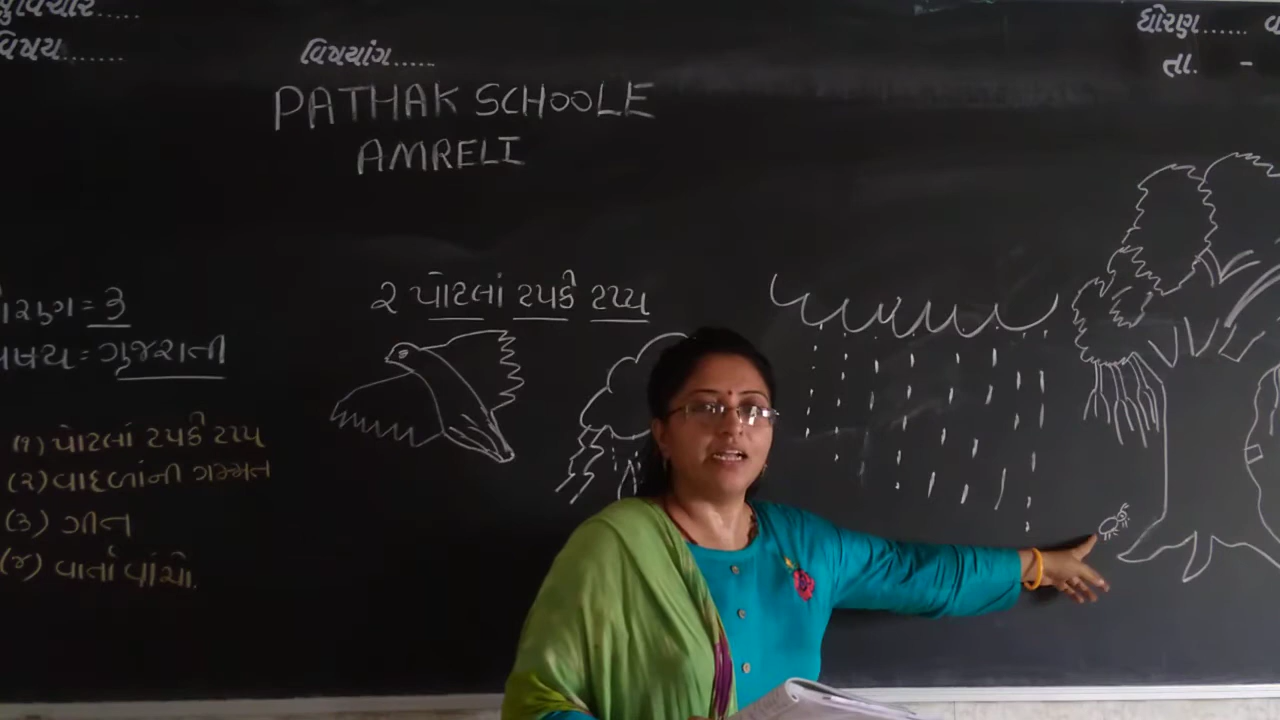 સુવિચાર.....
વિષય.......
વિષયાંગ.....
ધોરણ......
તા. -
PATHAK SCHOOLE
AMRELI
૨ પોટલાં ટપકે ટપ્પ
ધોરણ = ૩
વિષય = ગુજરાતી
(૧) પોટલાં ટપકે ટપ્પ
(૨) વાદળાંની ગમ્મત
(૩) ગીત
(૪) વાર્તા વાંચો.